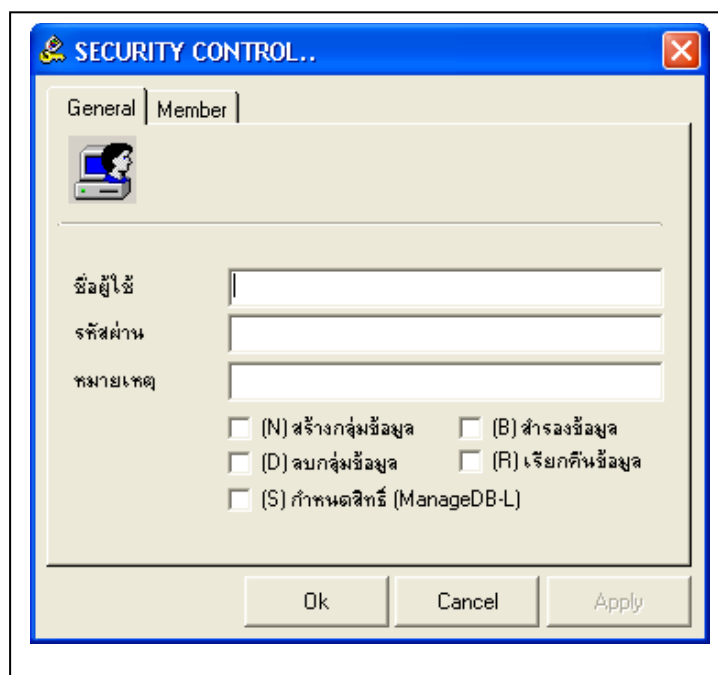 SECURITY CONTROL..
General Member
ชื่อผู้ใช้
รหัสผ่าน
หมายเหตุ
(N) สร้างกลุ่มข้อมูล (B) สำรองข้อมูล
(D) ลบกลุ่มข้อมูล (R) เรียกคืนข้อมูล
(S) กำหนดสิทธิ์ (ManageDB-L)
Ok Cancel Apply